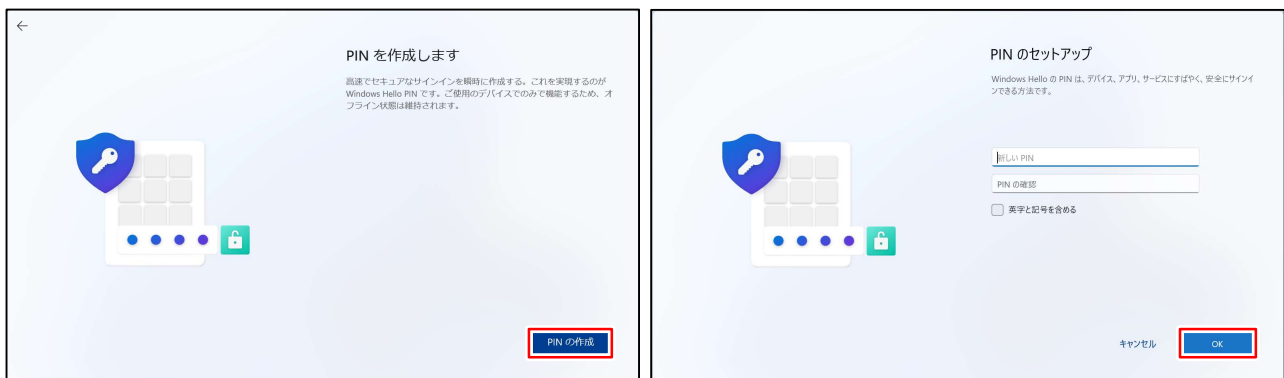 PIN を作成します
高速でセキュアなサインインを瞬時に作成する。これを実現するのが
Windows Hello PIN です。ご使用のデバイスでのみで機能するため、オ
フライン状態は維持されます。
PIN の作成
PIN のセットアップ
Windows Hello の PIN は、デバイス、アプリ、サービスにすばやく、安全にサインイ
ンできる方法です。
新しい PIN
PIN の確認
英字と記号を含める
キャンセル
OK